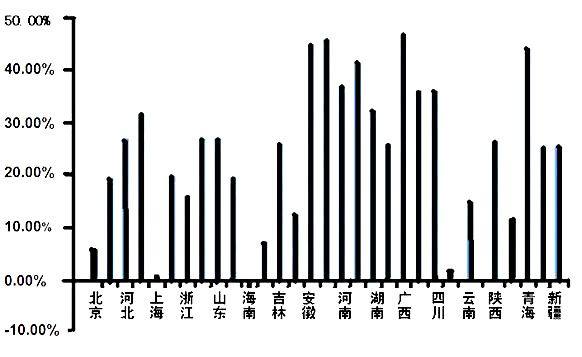 50.00%
40.00%
30.00%
20.00%
10.00%
0.00%
-10.00%
北京
河北
上海
浙江
山东
海南
吉林
安徽
河南
湖南
广西
四川
云南
陕西
青海
新疆